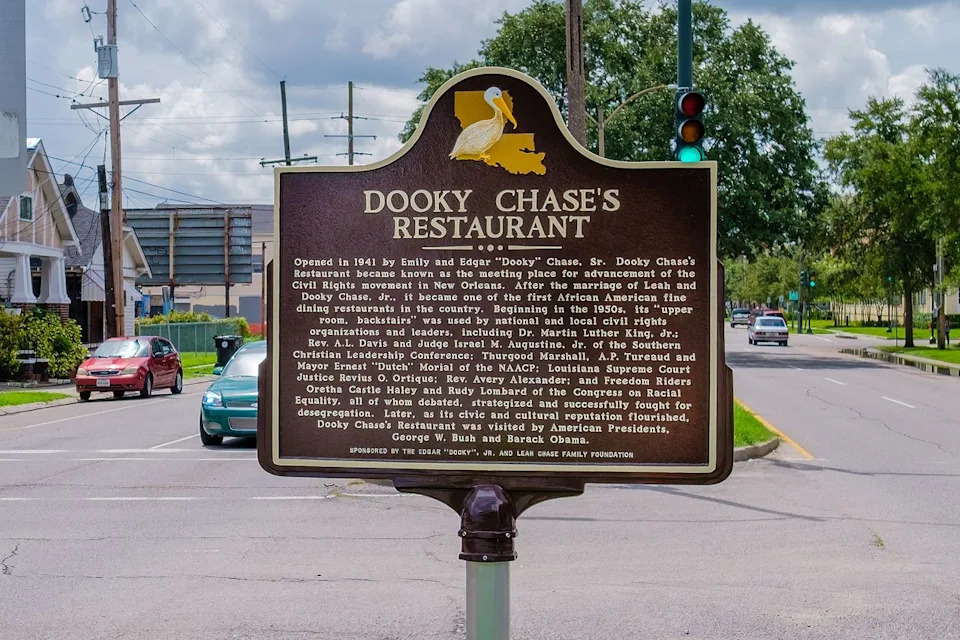 DOOKY CHASE'S
RESTAURANT
Opened in 1941 by Emily and Edgar "Dooky" Chase, Sr. Dooky Chase's
Restaurant became known as the meeting place for advancement of the
Civil Rights movement in New Orleans. After the marriage of Leah and
Dooky Chase, Jr., it became one of the first African American fine
dining restaurants in the country. Beginning in the 1950s, its "upper
room, backstairs" was used by national and local civil rights
organizations and leaders, including Dr. Martin Luther King, Jr.;
Rev. A.L. Davis and Judge Israel M. Augustine, Jr. of the Southern
Christian Leadership Conference; Thurgood Marshall, A.P. Tureaud and
Mayor Ernest "Dutch" Morial of the NAACP; Louisiana Supreme Court
Justice Revius O. Ortique; Rev. Avery Alexander; and Freedom Riders
Oretha Castle Haley and Rudy Lombard of the Congress on Racial
Equality, all of whom debated, strategized and successfully fought for
desegregation. Later, as its civic and cultural reputation flourished,
Dooky Chase's Restaurant was visited by American Presidents,
George W. Bush and Barack Obama.
SPONSORED BY THE EDGAR "DOOKY", JR. AND LEAH CHASE FAMILY FOUNDATION